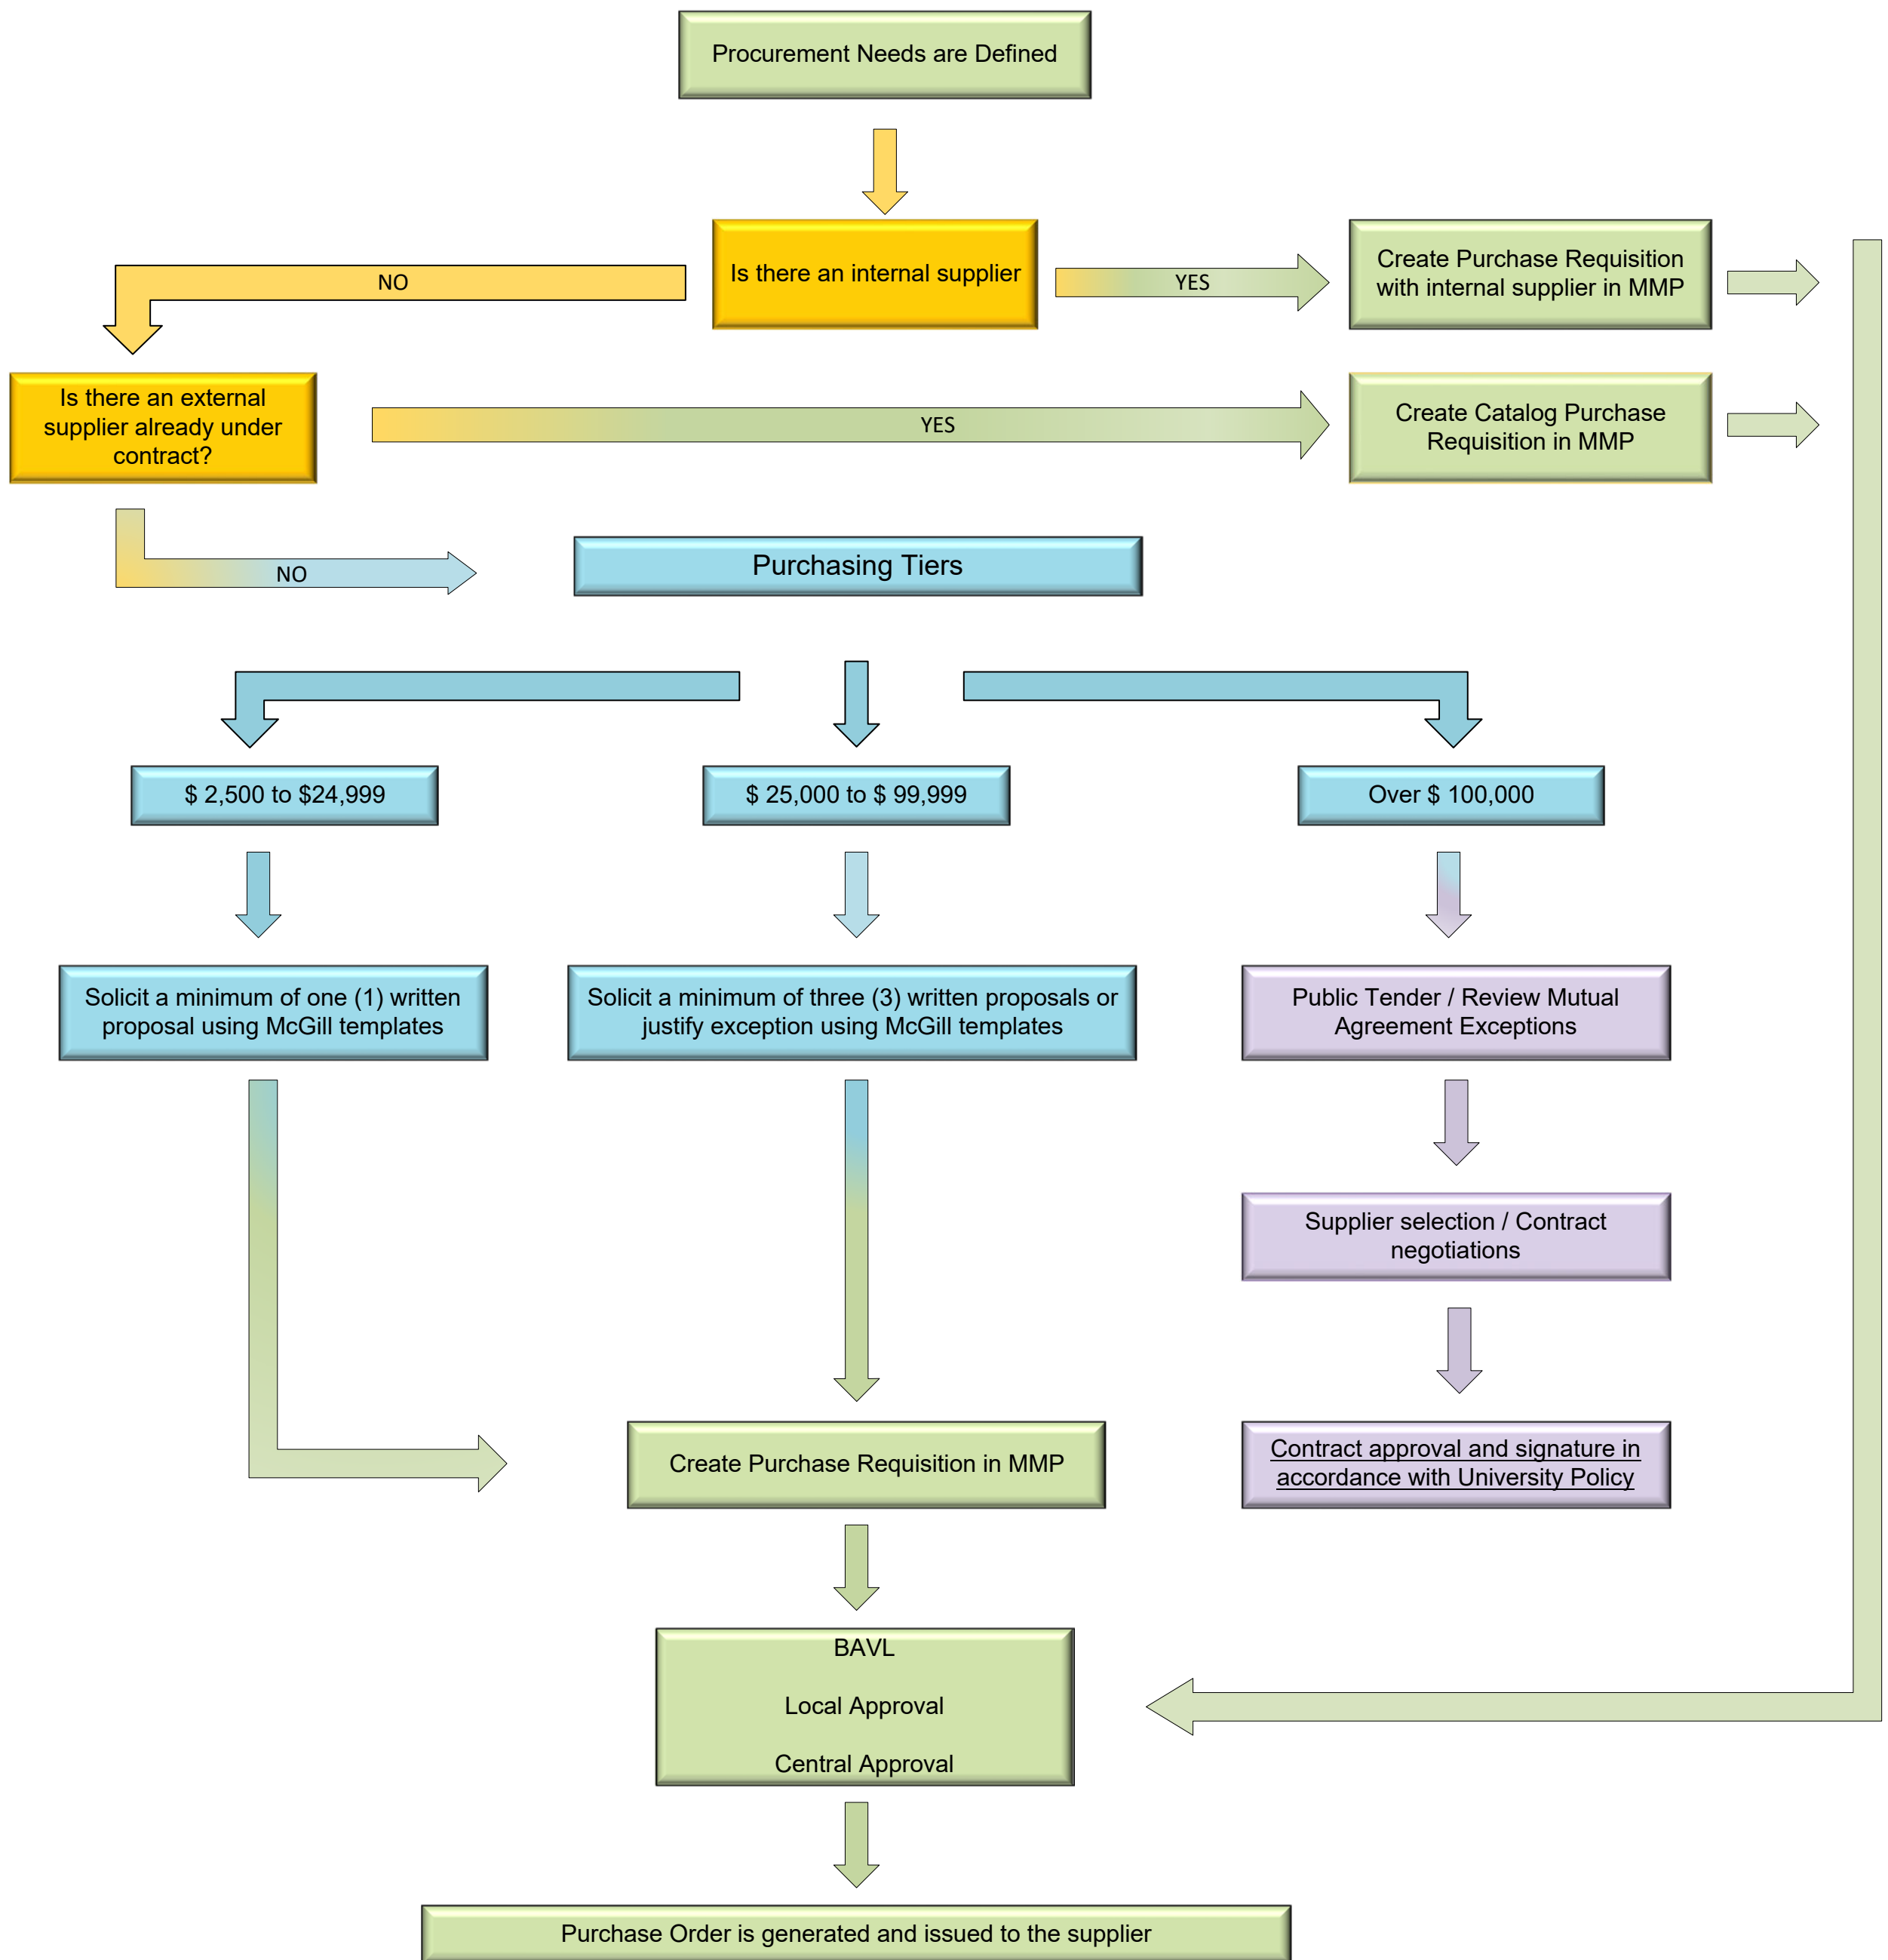 Procurement Needs are Defined
Is there an internal supplier
NO
YES
Create Purchase Requisition
with internal supplier in MMP
Is there an external
supplier already under
contract?
YES
Create Catalog Purchase
Requisition in MMP
NO
Purchasing Tiers
$ 2,500 to $24,999
$ 25,000 to $ 99,999
Over $ 100,000
Solicit a minimum of one (1) written
proposal using McGill templates
Solicit a minimum of three (3) written proposals or
justify exception using McGill templates
Public Tender / Review Mutual
Agreement Exceptions
Supplier selection / Contract
negotiations
Create Purchase Requisition in MMP
Contract approval and signature in
accordance with University Policy
BAVL
Local Approval
Central Approval
Purchase Order is generated and issued to the supplier